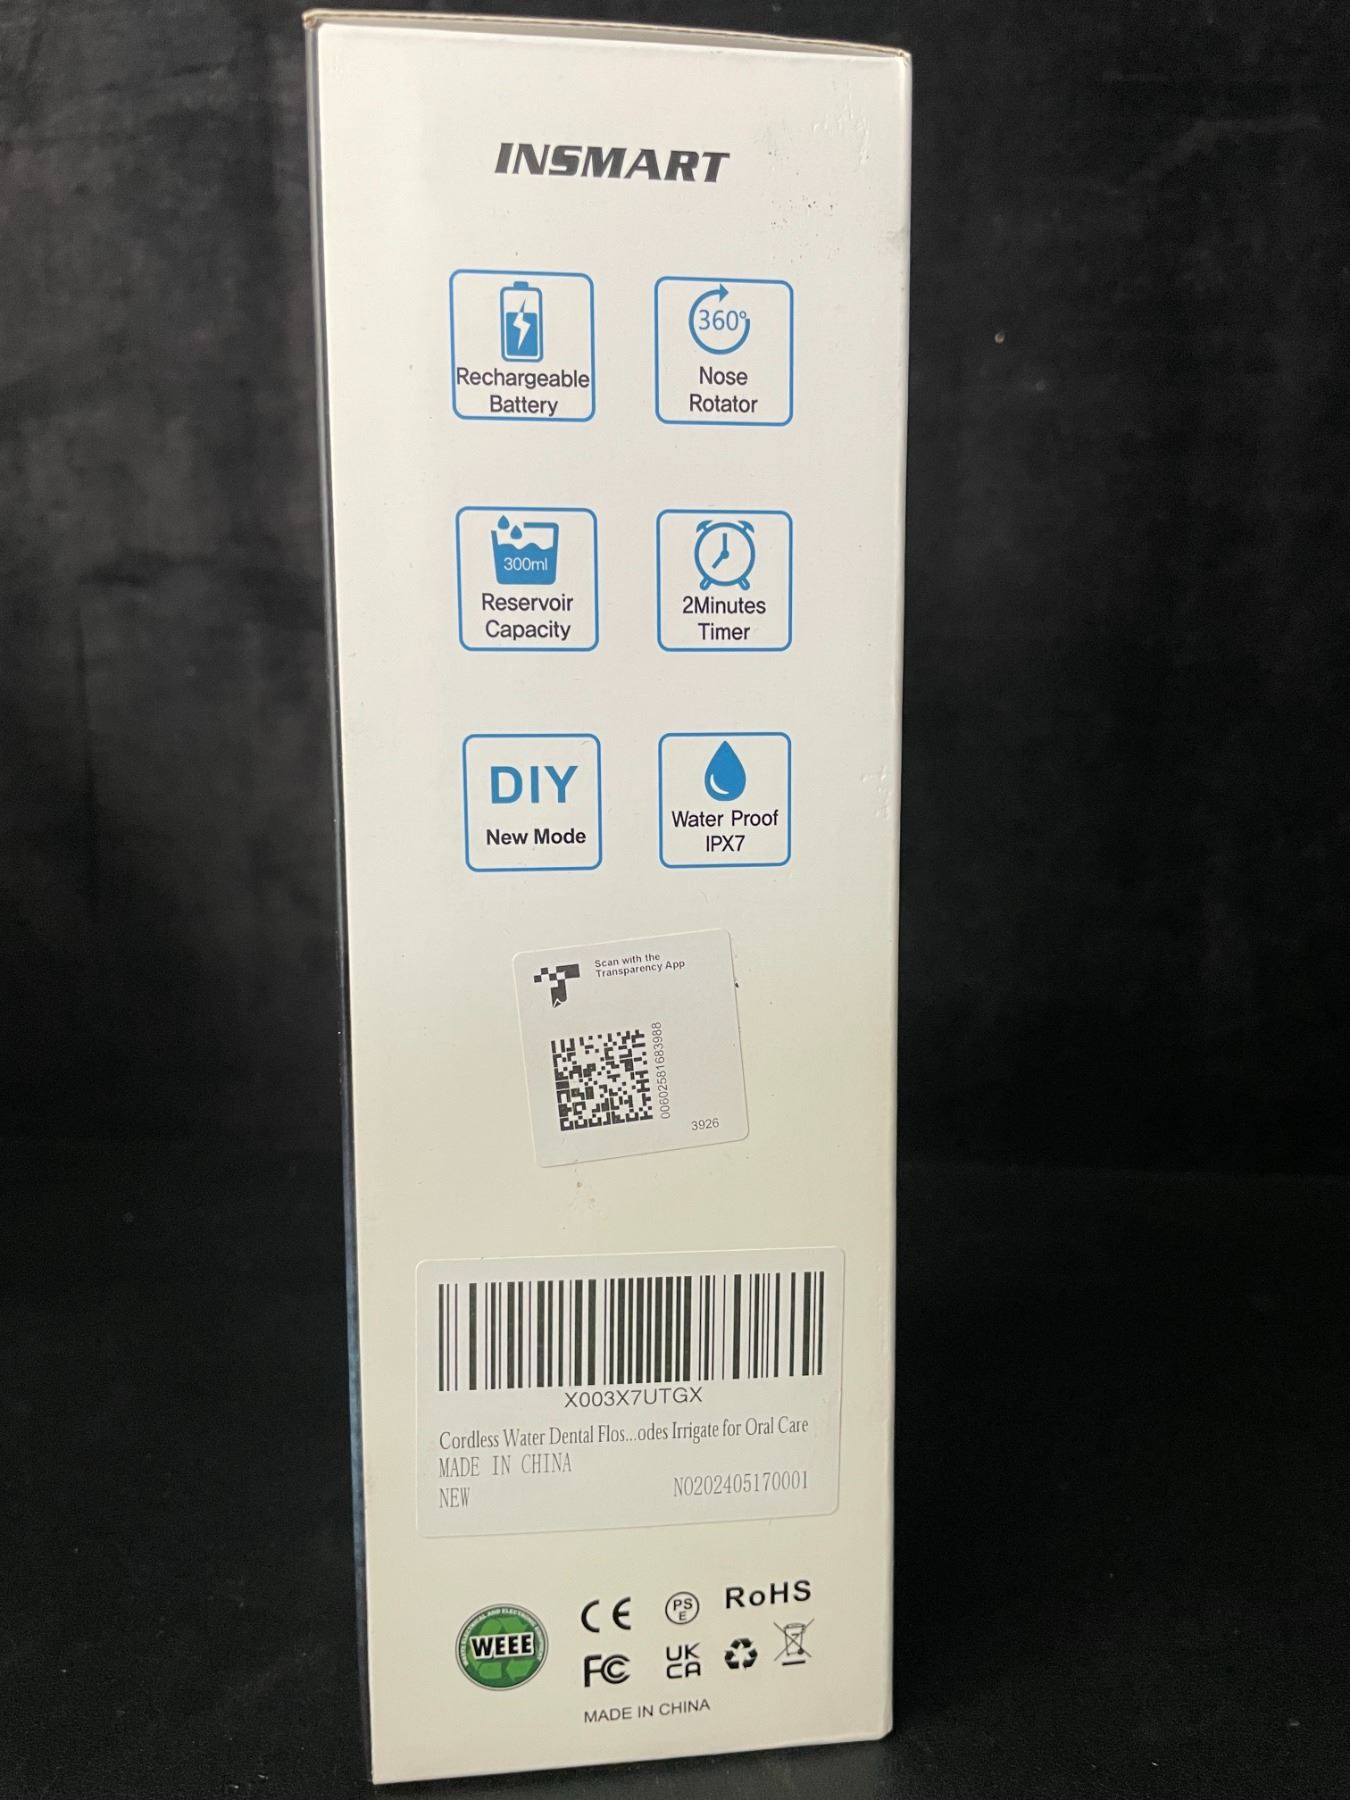 INSMART
Rechargeable
Battery
360°
Nose
Rotator
300ml
Reservoir
Capacity
2Minutes
Timer
DIY
New Mode
Water Proof
IPX7
Scan with the
Transparency App
00602581683988
3926
X003X7UTGX
Cordless Water Dental Flos...odes Irrigate for Oral Care
MADE IN CHINA
NEW
NO202405170001
WEEE
CE
PS
E
RoHS
FC
UK
CA
MADE IN CHINA